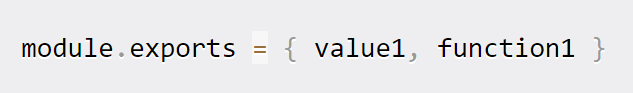 module.exports = { value1, function1 }